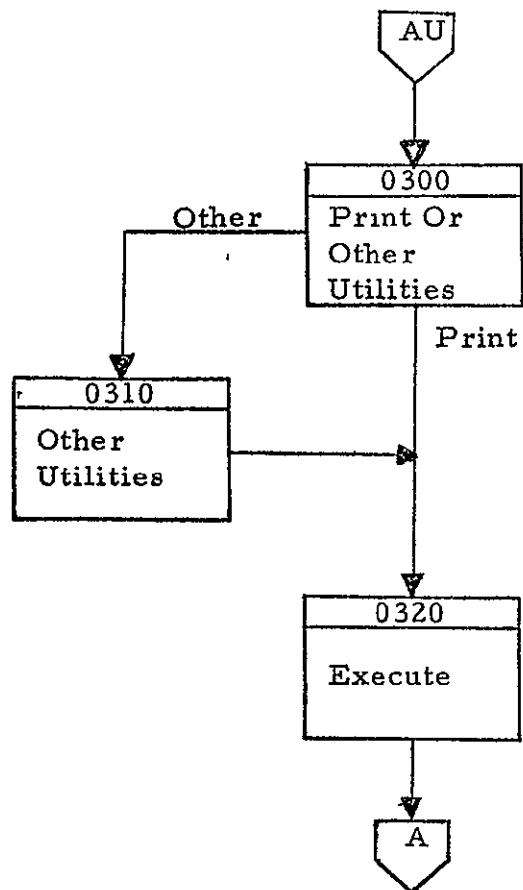 AU
0300
Print Or
Other
Utilities
Other
Print
0310
Other
Utilities
0320
Execute
A